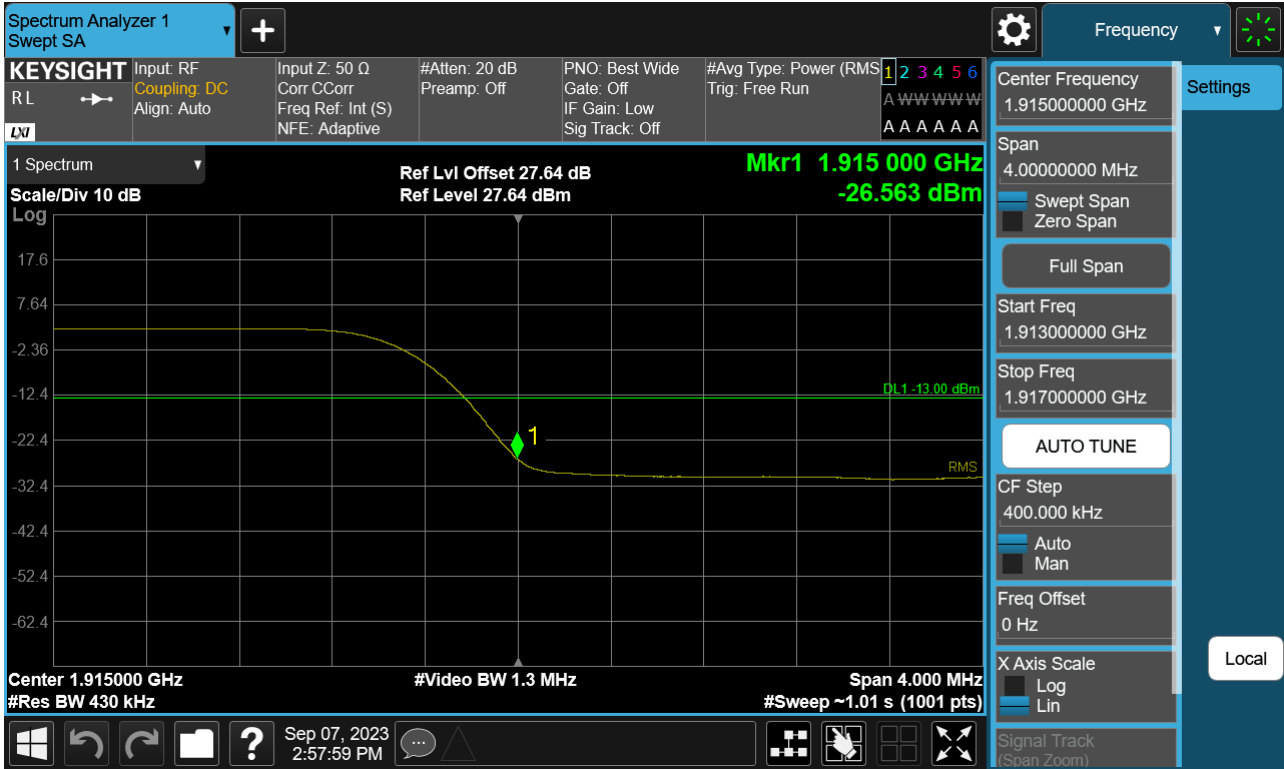 Spectrum Analyzer 1
Swept SA
Frequency
KEYSIGHT
RL
LXI
Input: RF
Coupling: DC
Align: Auto
Input Z: 50 Ω
Corr CCorr
Freq Ref: Int (S)
NFE: Adaptive
#Atten: 20 dB
Preamp: Off
PNO: Best Wide
Gate: Off
IF Gain: Low
Sig Track: Off
#Avg Type: Power (RMS
Trig: Free Run
1 2 3 4 5 6
A W W W W W
A A A A A A
Center Frequency
1.915000000 GHz
Settings
Span
4.00000000 MHz
Swept Span
Zero Span
Full Span
Start Freq
1.913000000 GHz
Stop Freq
1.917000000 GHz
AUTO TUNE
CF Step
400.000 kHz
Auto
Man
Freq Offset
0 Hz
X Axis Scale
Log
Lin
Signal Track
(Span Zoom)
Local
1 Spectrum
Scale/Div 10 dB
Log
Ref Lvl Offset 27.64 dB
Ref Level 27.64 dBm
Mkr1 1.915 000 GHz
-26.563 dBm
17.6
7.64
-2.36
-12.4
-22.4
-32.4
-42.4
-52.4
-62.4
DL1 -13.00 dBm
1
RMS
Center 1.915000 GHz
#Res BW 430 kHz
#Video BW 1.3 MHz
Span 4.000 MHz
#Sweep ~1.01 s (1001 pts)
?
Sep 07, 2023
2:57:59 PM